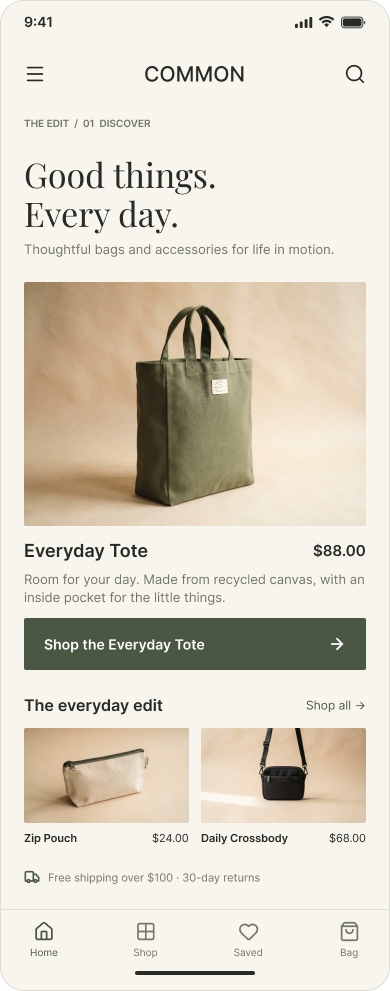 9:41
COMMON
THE EDIT / 01 DISCOVER
Good things.
Every day.
Thoughtful bags and accessories for life in motion.
Everyday Tote
$88.00
Room for your day. Made from recycled canvas, with an
inside pocket for the little things.
Shop the Everyday Tote →
The everyday edit
Shop all →
Zip Pouch
$24.00
Daily Crossbody
$68.00
Free shipping over $100 · 30-day returns
Home
Shop
Saved
Bag